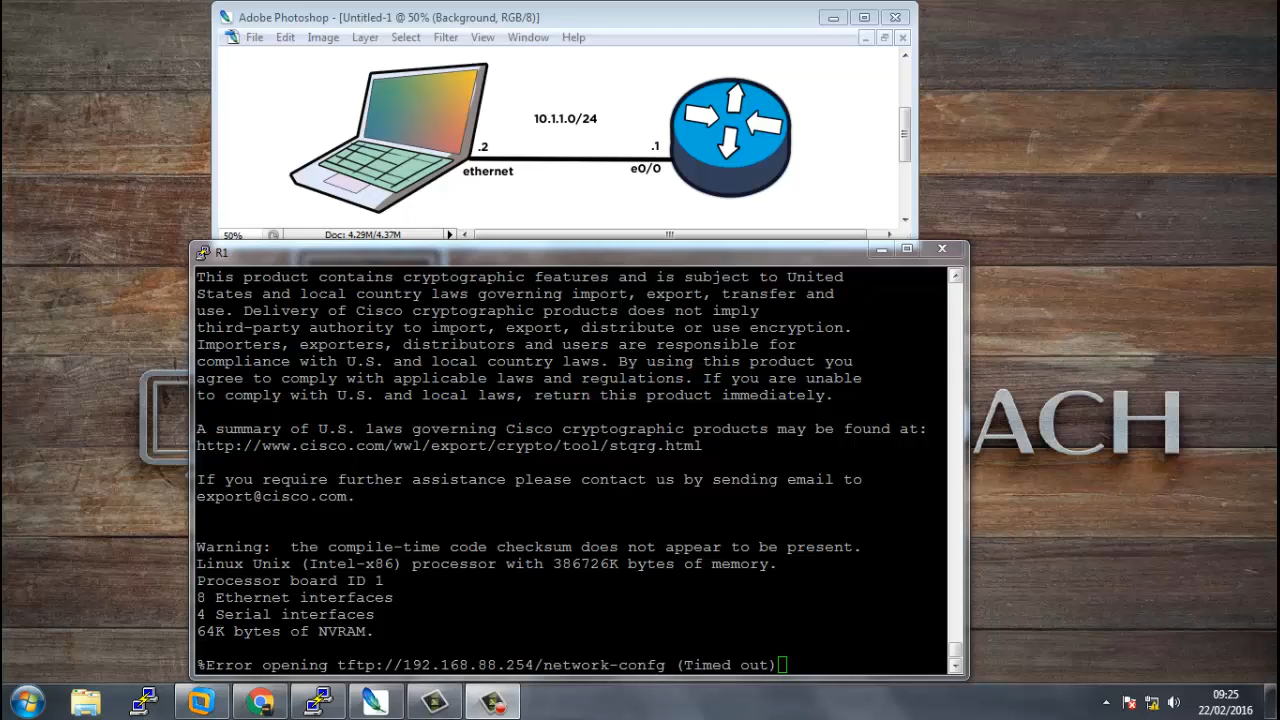 Adobe Photoshop - [Untitled-1 @ 50% (Background, RGB/8)]
File Edit Image Layer Select Filter View Window Help
10.1.1.0/24
.2
.1
ethernet
e0/0
50%
Doc: 4.29M/4.37M
R1
This product contains cryptographic features and is subject to United
States and local country laws governing import, export, transfer and
use. Delivery of Cisco cryptographic products does not imply
third-party authority to import, export, distribute or use encryption.
Importers, exporters, distributors and users are responsible for
compliance with U.S. and local country laws. By using this product you
agree to comply with applicable laws and regulations. If you are unable
to comply with U.S. and local laws, return this product immediately.
A summary of U.S. laws governing Cisco cryptographic products may be found at:
http://www.cisco.com/wwl/export/crypto/tool/stqrg.html
If you require further assistance please contact us by sending email to
export@cisco.com.
Warning:  the compile-time code checksum does not appear to be present.
Linux Unix (Intel-x86) processor with 386726K bytes of memory.
Processor board ID 1
8 Ethernet interfaces
4 Serial interfaces
64K bytes of NVRAM.
%Error opening tftp://192.168.88.254/network-confg (Timed out)
ACH
09:25
22/02/2016